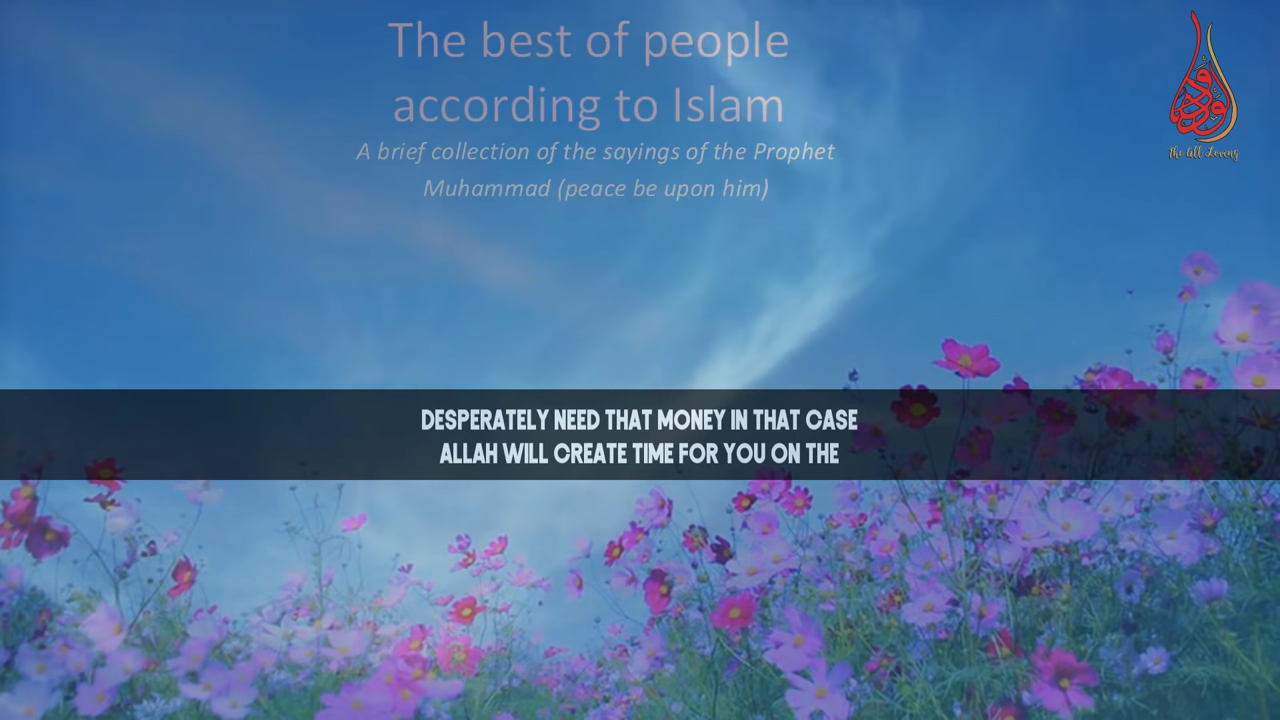 The best of people
according to Islam
A brief collection of the sayings of the Prophet
Muhammad (peace be upon him)
الودود
The All Loving
DESPERATELY NEED THAT MONEY IN THAT CASE
ALLAH WILL CREATE TIME FOR YOU ON THE